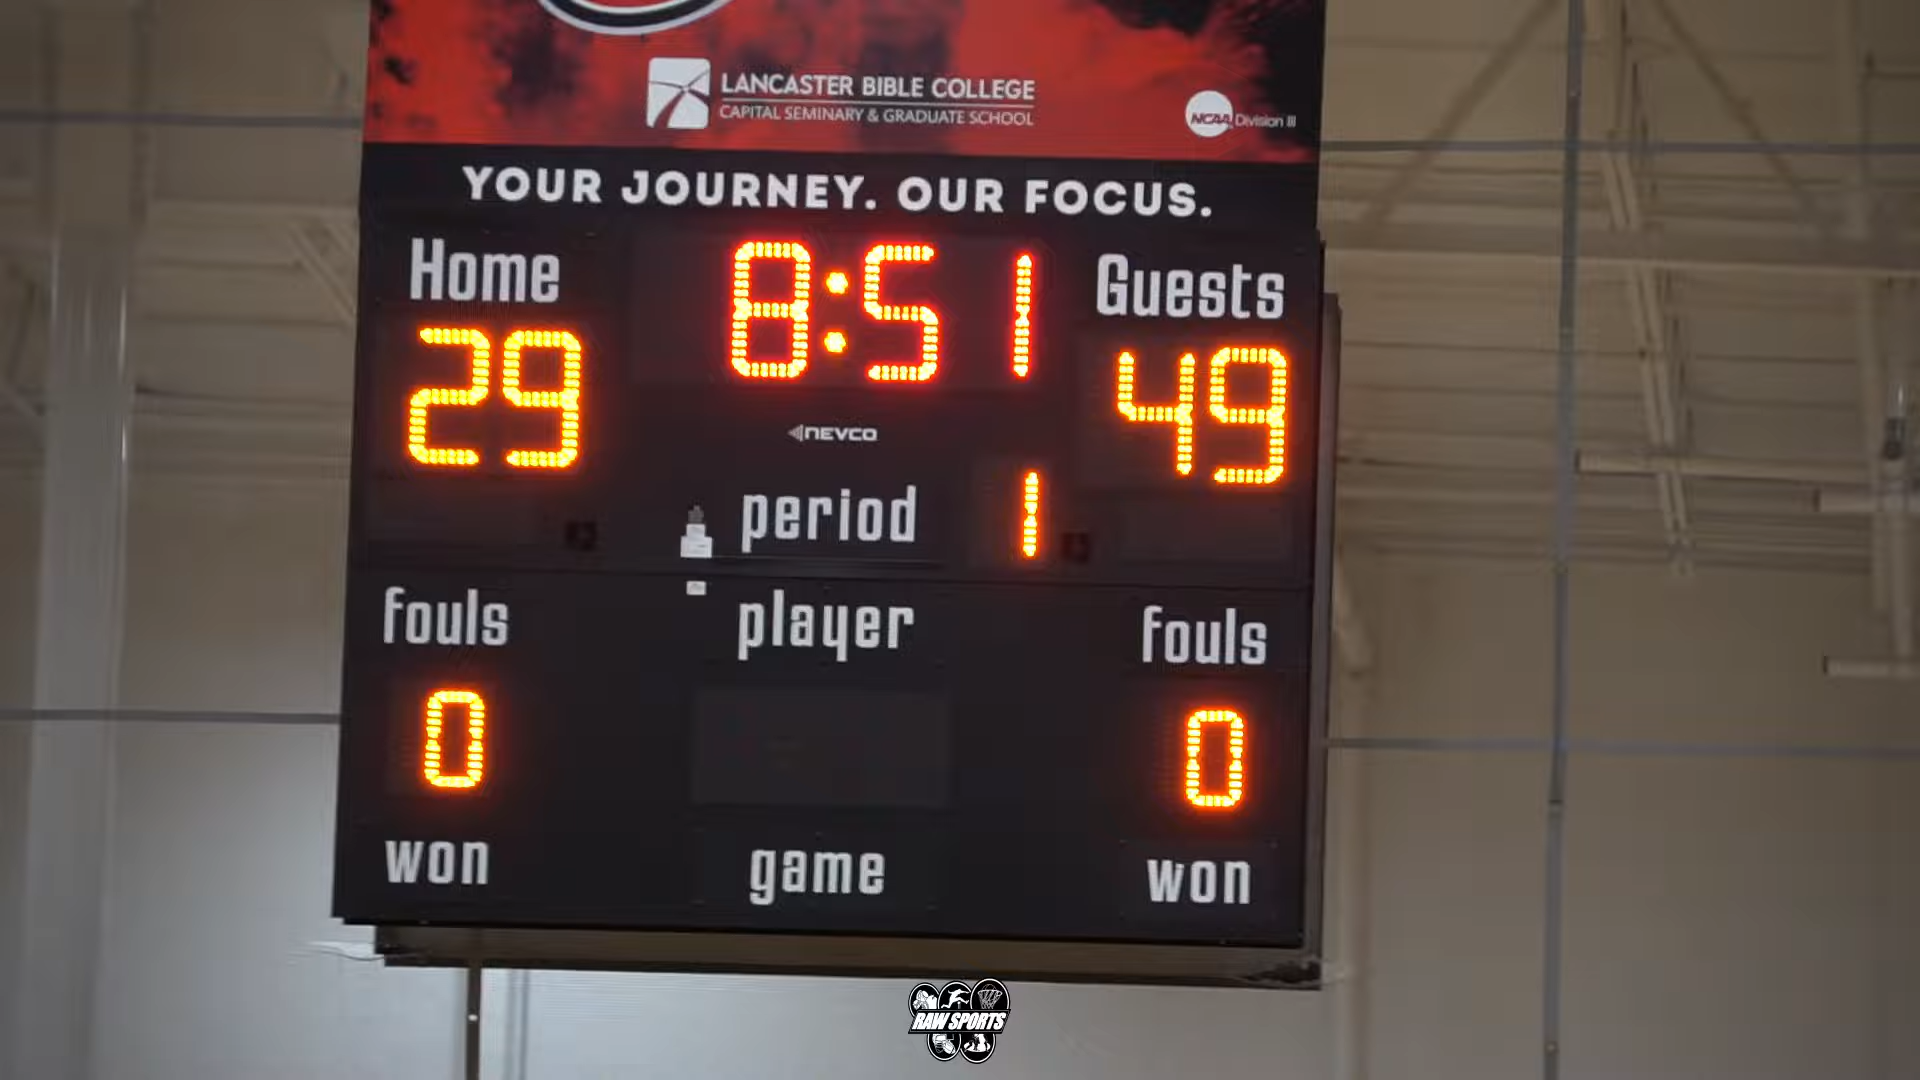 LANCASTER BIBLE COLLEGE
CAPITAL SEMINARY & GRADUATE SCHOOL
NCAA Division III
YOUR JOURNEY. OUR FOCUS.
Home 8:51 Guests
29 49
NEVCO
period 1
fouls player fouls
0 0
won game won
RAW SPORTS